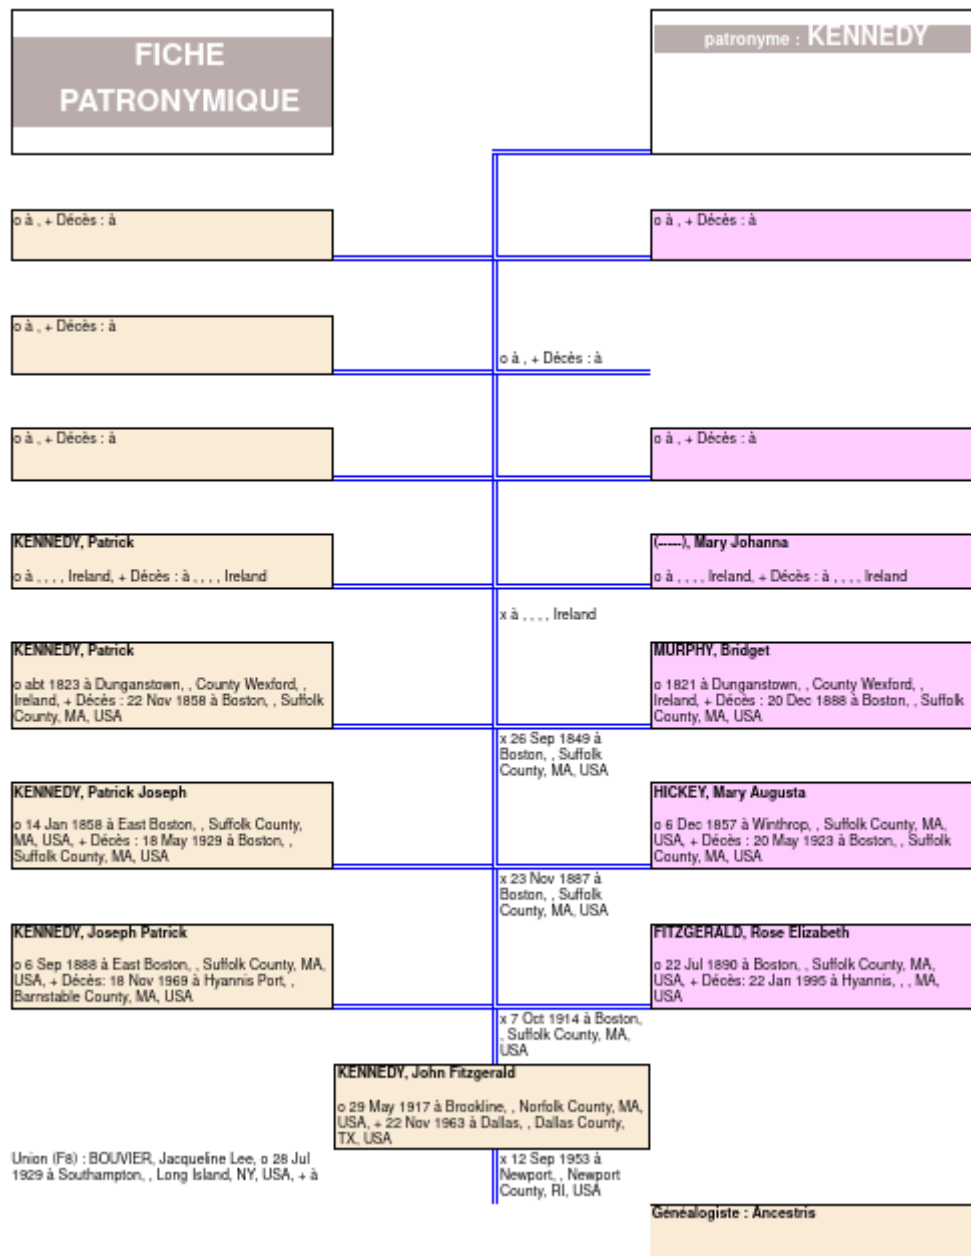 FICHE
PATRONYMIQUE
patronyme : KENNEDY
o à , + Décès : à
o à , + Décès : à
o à , + Décès : à
o à , + Décès : à
o à , + Décès : à
o à , + Décès : à
KENNEDY, Patrick
o à , , , , Ireland, + Décès : à , , , , Ireland
(-----), Mary Johanna
o à , , , , Ireland, + Décès : à , , , , Ireland
x à , , , , Ireland
KENNEDY, Patrick
o abt 1823 à Dunganstown, , County Wexford, ,
Ireland, + Décès : 22 Nov 1858 à Boston, , Suffolk
County, MA, USA
MURPHY, Bridget
o 1821 à Dunganstown, , County Wexford, ,
Ireland, + Décès : 20 Dec 1888 à Boston, , Suffolk
County, MA, USA
x 26 Sep 1849 à
Boston, , Suffolk
County, MA, USA
KENNEDY, Patrick Joseph
o 14 Jan 1858 à East Boston, , Suffolk County,
MA, USA, + Décès : 18 May 1929 à Boston, ,
Suffolk County, MA, USA
HICKEY, Mary Augusta
o 6 Dec 1857 à Winthrop, , Suffolk County, MA,
USA, + Décès : 20 May 1923 à Boston, , Suffolk
County, MA, USA
x 23 Nov 1887 à
Boston, , Suffolk
County, MA, USA
KENNEDY, Joseph Patrick
o 6 Sep 1888 à East Boston, , Suffolk County, MA,
USA, + Décès: 18 Nov 1969 à Hyannis Port, ,
Barnstable County, MA, USA
FITZGERALD, Rose Elizabeth
o 22 Jul 1890 à Boston, , Suffolk County, MA,
USA, + Décès: 22 Jan 1995 à Hyannis, , , MA,
USA
x 7 Oct 1914 à Boston,
, Suffolk County, MA,
USA
KENNEDY, John Fitzgerald
o 29 May 1917 à Brookline, , Norfolk County, MA,
USA, + 22 Nov 1963 à Dallas, , Dallas County,
TX, USA
Union (F8) : BOUVIER, Jacqueline Lee, o 28 Jul
1929 à Southampton, , Long Island, NY, USA, + à
x 12 Sep 1953 à
Newport, , Newport
County, RI, USA
Généalogiste : Ancestris